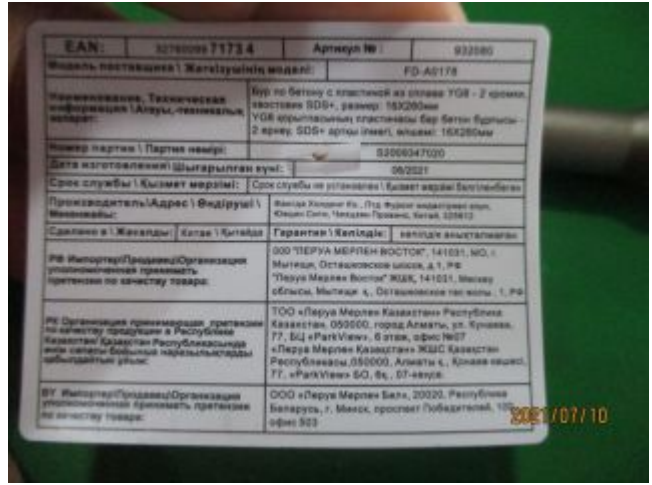 EAN: 7173 4 Артикул № : 932080
Модель поставщика \ Жеткізушінің моделі: FD-A0178
Наименование, Техническая информация \ Атауы, техникалық ақпарат:
Бур по бетону с пластиной из сплава YG8 - 2 кромки, хвостовик SDS+, размер: 16X260мм
YG8 қорытпасының пластинасы бар бетон бұрғысы - 2 SDS+ артқы өлшемі: 16X260мм
Номер партии \ Партия нөмірі:
Дата изготовления \ Шығарылған күні: 06/2021
Срок службы \ Қызмет мерзімі: Срок службы не установлен \ Қызмет мерзімі белгіленбеген
Производитель \ Адрес \ Өндіруші \ Мекенжайы:
Сделано в \ Жасалды: Китае \ Қытайда Гарантия \ Кепілдік:
РФ Импортер/Продавец/Организация уполномоченная принимать претензии по качеству товара:
ООО "ЛЕРУА МЕРЛЕН ВОСТОК", 141031, МО, г. Мытищи, Осташковское шоссе, д.1, РФ
"Леруа Мерлен Восток" ЖШҚ, 141031, Мәскеу облысы, Мытищи қ., Осташковское тас жолы, 1, РФ
РК Организация принимающая претензии по качеству продукции в Республике Казахстан/ Қазақстан Республикасында
ТОО «Леруа Мерлен Казахстан» Республика Казахстан, 050000, город Алматы, ул. Кунаева, 77, БЦ «ParkView», 6 этаж, офис №07
«Леруа Мерлен Қазақстан» ЖШС Қазақстан Республикасы, 050000, Алматы қ., Қонаев көшесі, 77, «ParkView» БО, 6қ., 07-кеңсе.
BY Импортер/Продавец/Организация уполномоченная принимать претензии по качеству товара:
ООО «Леруа Мерлен Бел», 20020, Республика Беларусь, г. Минск, проспект Победителей, офис 503
2021/07/10